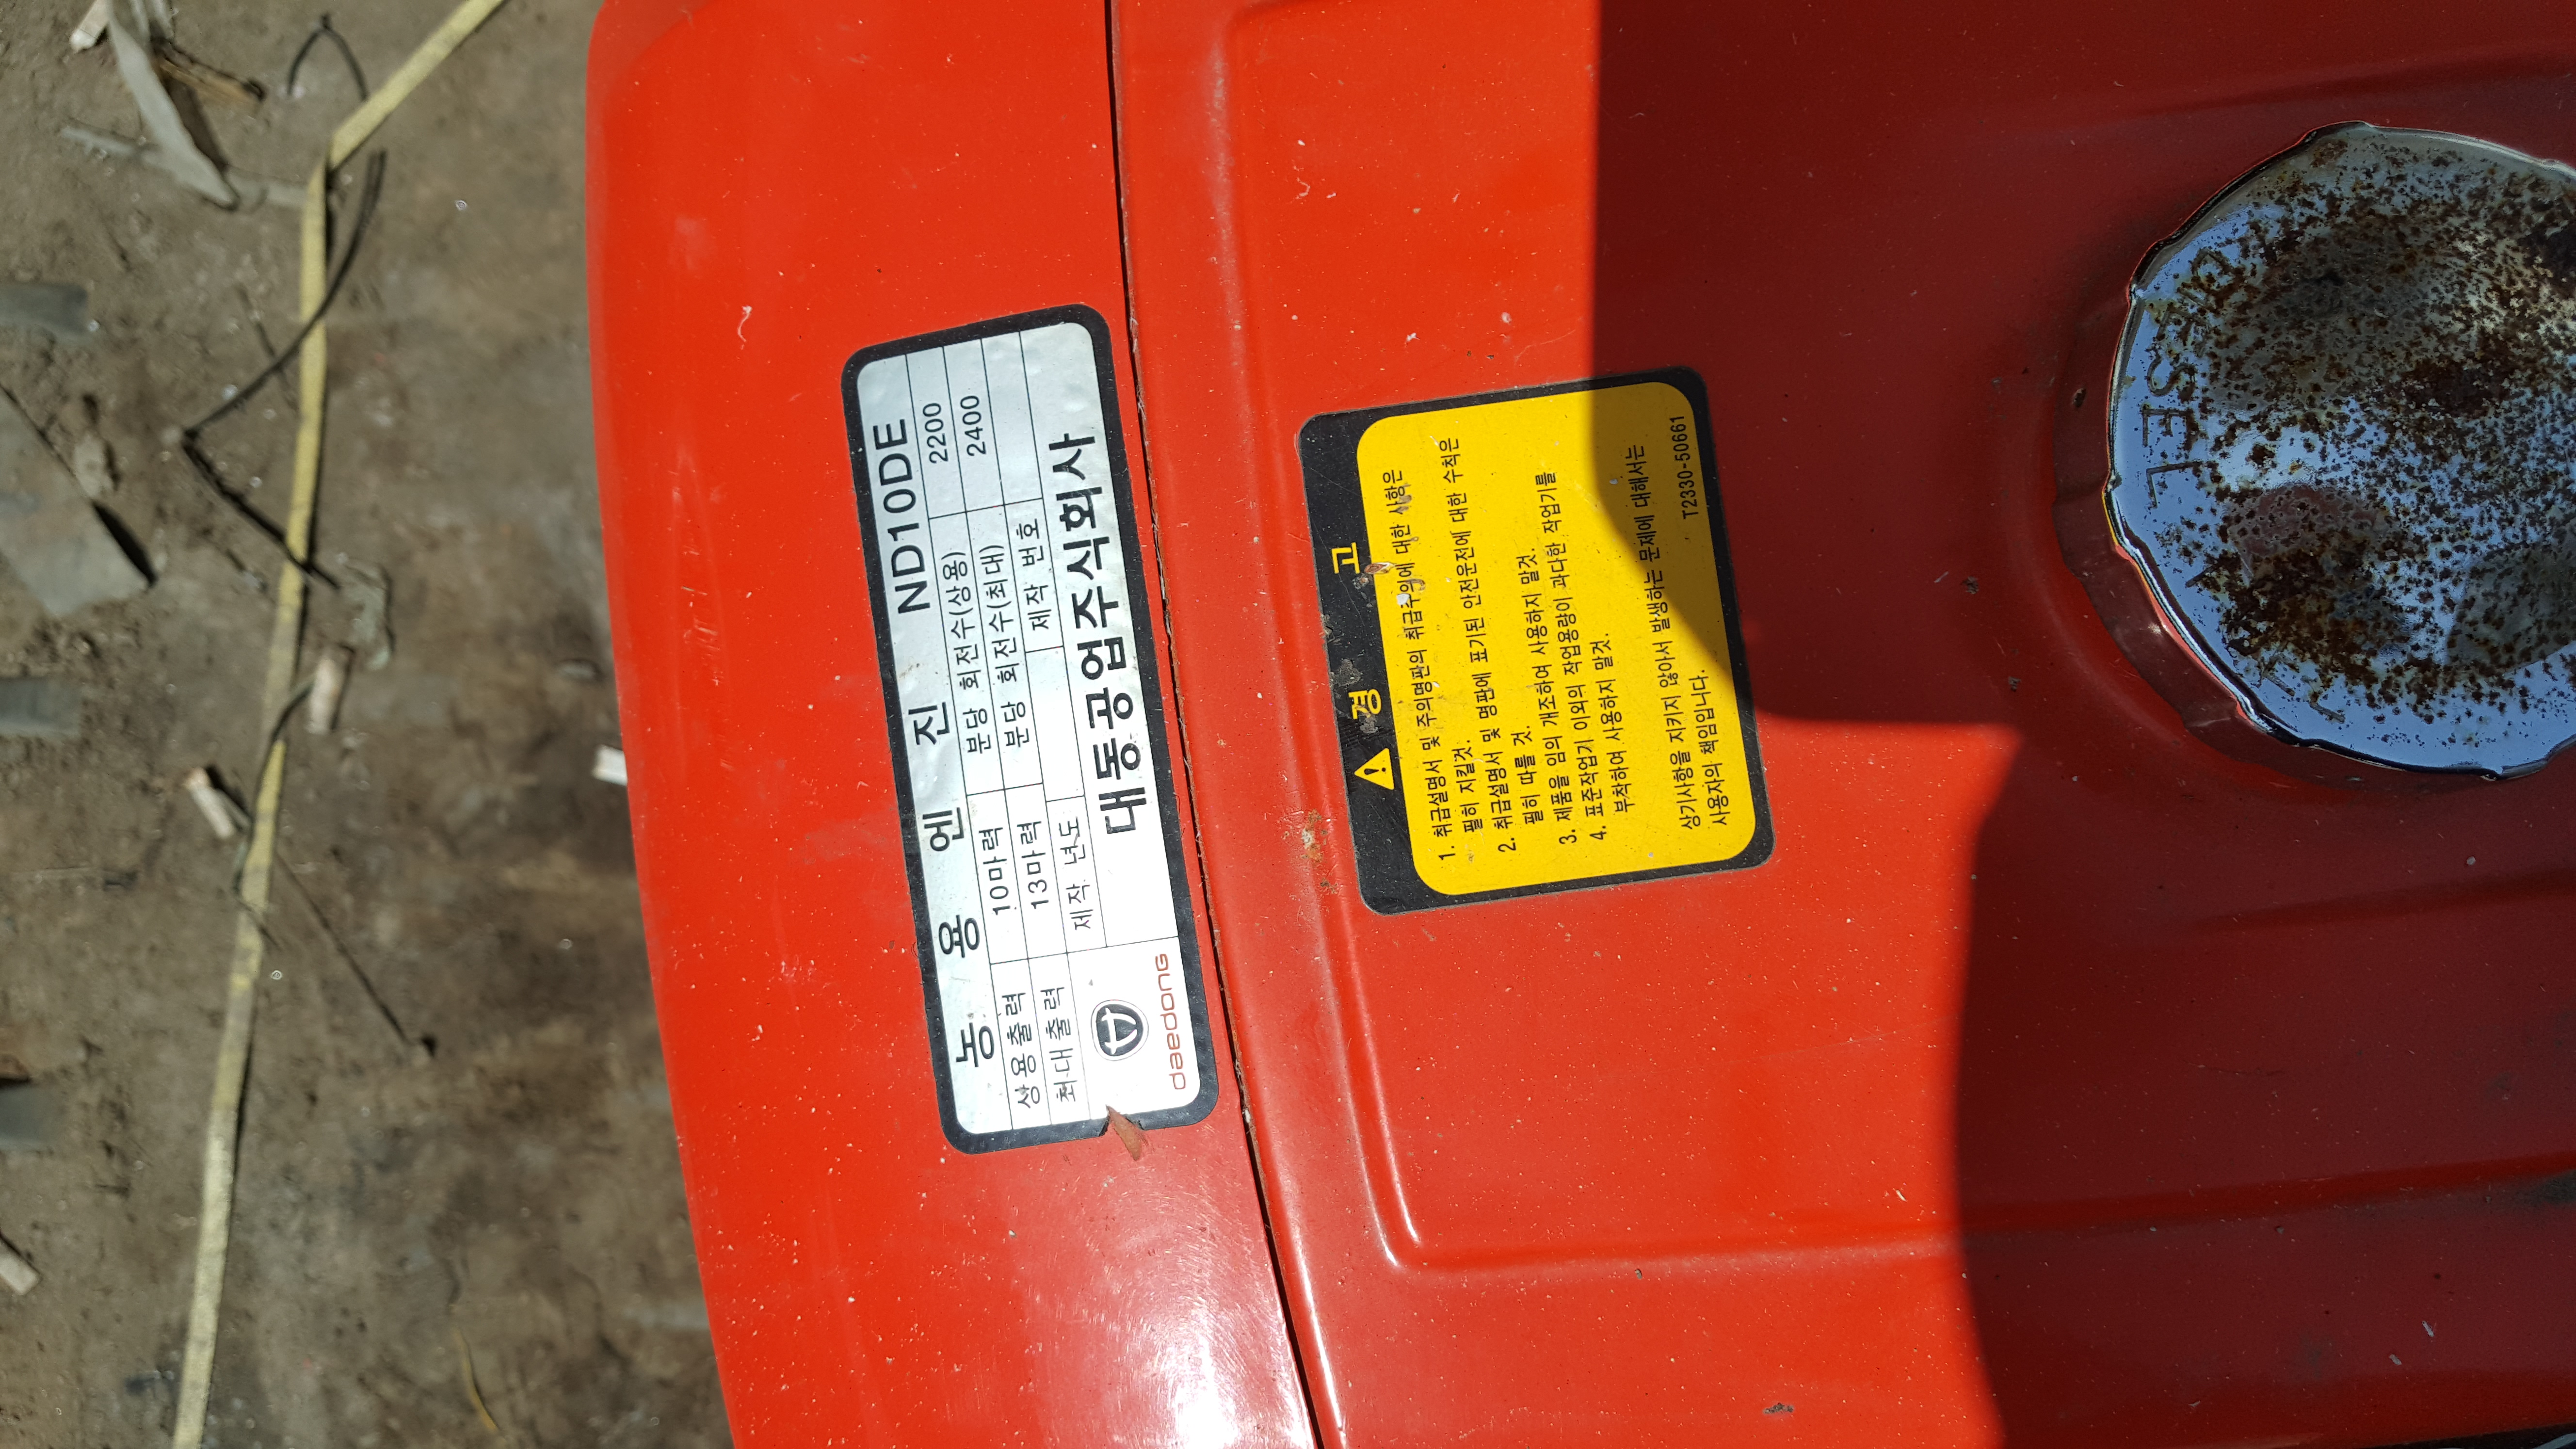 농 용 엔 진 ND10DE
상용출력 10마력 분당 회전수(상용) 2200
최대출력 13마력 분당 회전수(최대) 2400
제작 년도 제작 번호
대동공업주식회사
daedong
경 고
1. 취급설명서 및 주의명판의 취급주의에 대한 사항은
필히 지킬것.
2. 취급설명서 및 명판에 표기된 안전운전에 대한 수칙은
필히 따를 것.
3. 제품을 임의 개조하여 사용하지 말것.
4. 표준작업기 이외의 작업용량이 과다한 작업기를
부착하여 사용하지 말것.
상기사항을 지키지 않아서 발생하는 문제에 대해서는
사용자의 책임입니다.
T2330-50661
DIESEL